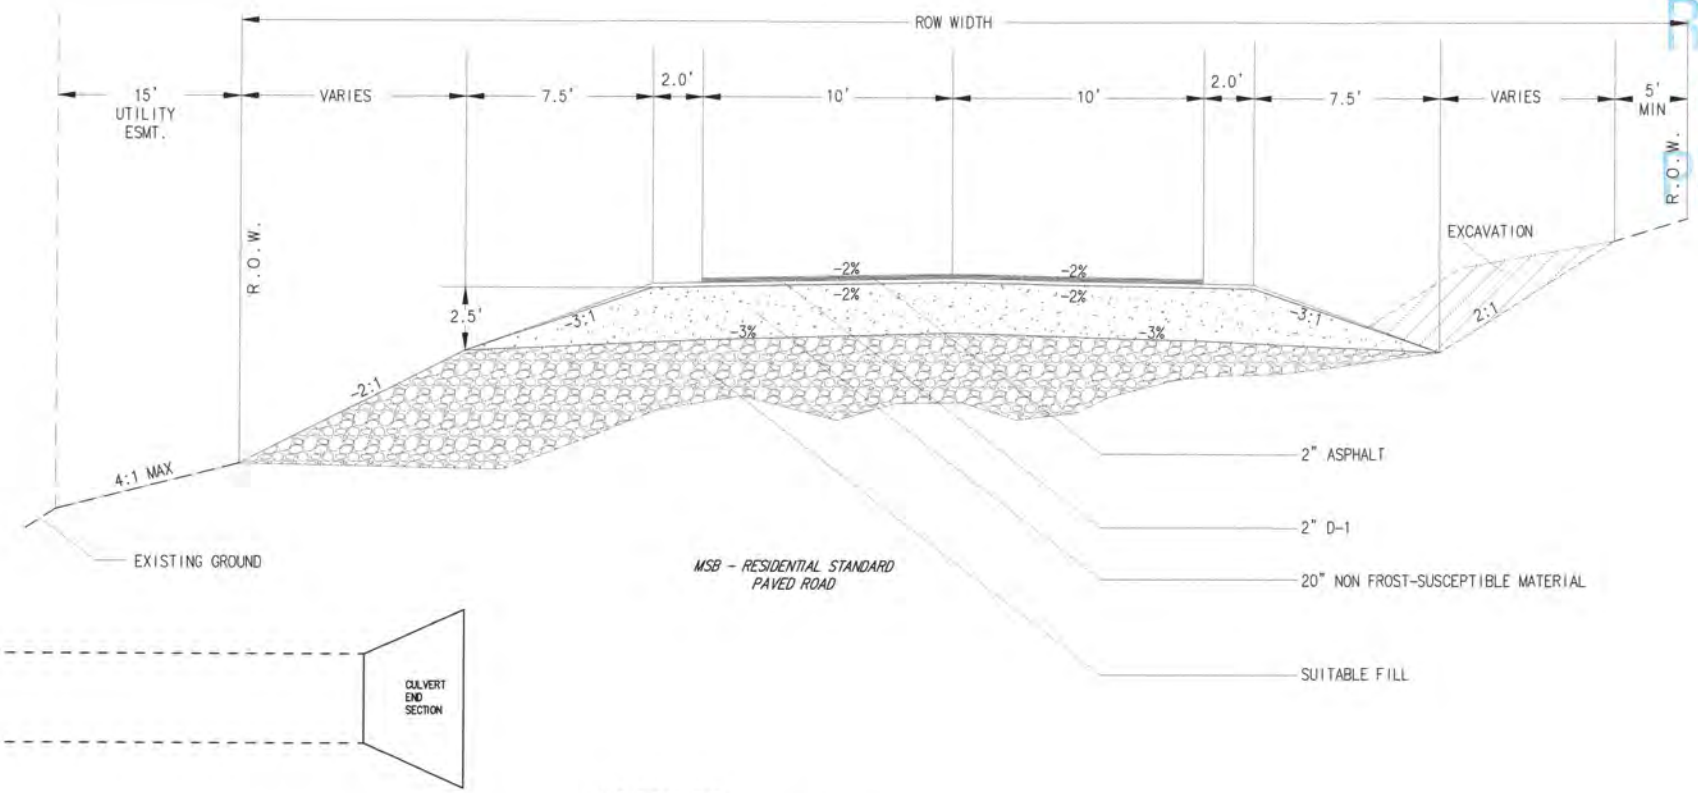 ROW WIDTH
R
15'
UTILITY
ESMT.
VARIES
7.5'
2.0'
10'
10'
2.0'
7.5'
VARIES
5'
MIN
R.O.W.
R.O.W.
P
EXCAVATION
2:1
-2%
-2%
-2%
-2%
2.5'
-3:1
-3:1
-3%
-3%
-2:1
4:1 MAX
2" ASPHALT
2" D-1
EXISTING GROUND
MSB - RESIDENTIAL STANDARD
PAVED ROAD
20" NON FROST-SUSCEPTIBLE MATERIAL
SUITABLE FILL
CULVERT
END
SECTION